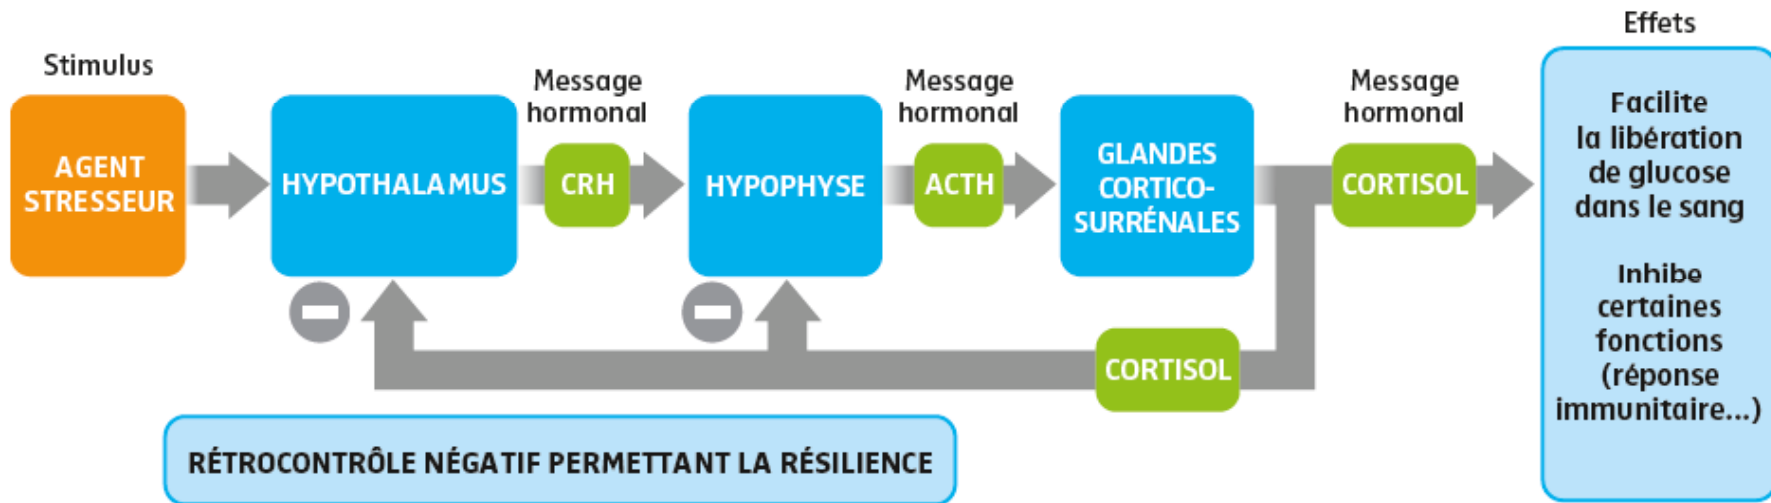 Stimulus
AGENT
STRESSEUR
HYPOTHALAMUS
Message
hormonal
CRH
HYPOPHYSE
Message
hormonal
ACTH
GLANDES
CORTICO-
SURRÉNALES
Message
hormonal
CORTISOL
Effets
Facilite
la libération
de glucose
dans le sang
Inhibe
certaines
fonctions
(réponse
immunitaire...)
CORTISOL
RÉTROCONTRÔLE NÉGATIF PERMETTANT LA RÉSILIENCE